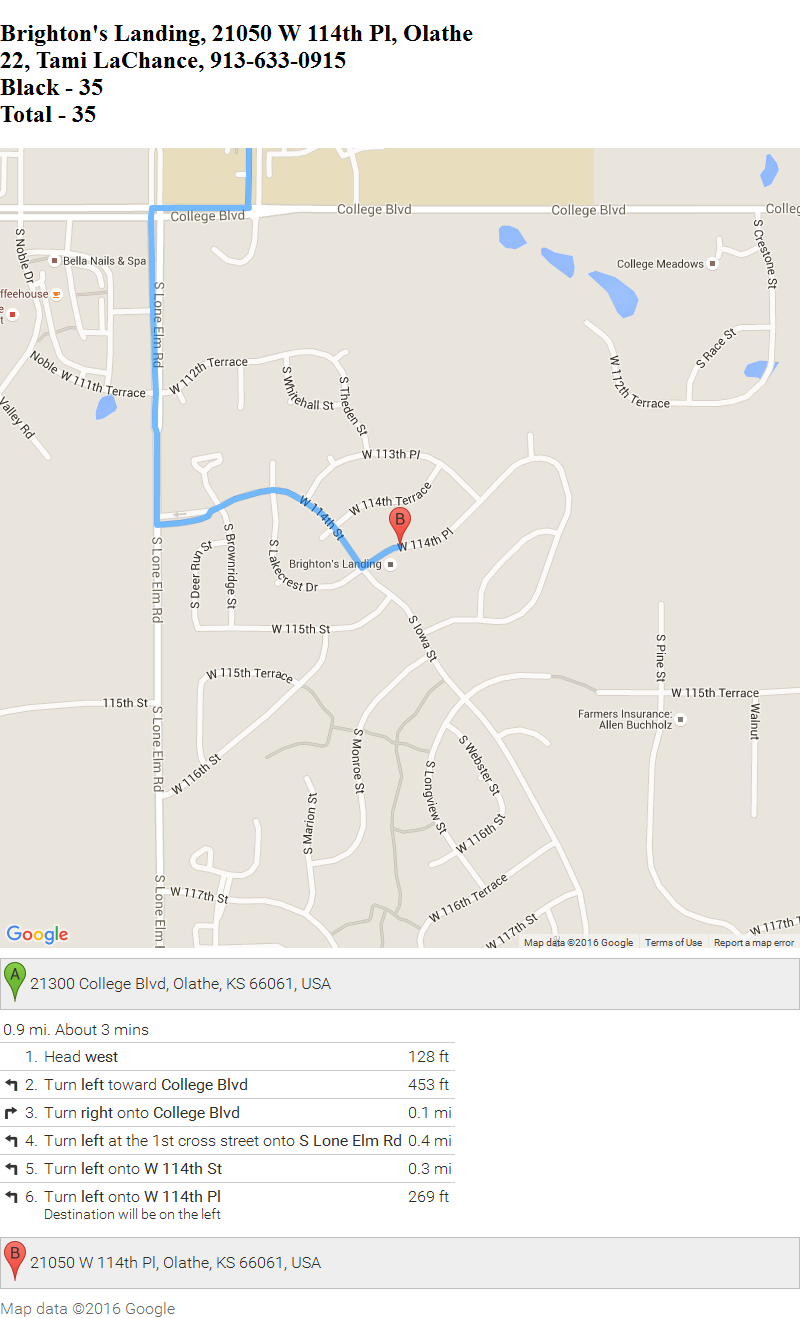 Brighton's Landing, 21050 W 114th Pl, Olathe
22, Tami LaChance, 913-633-0915
Black - 35
Total - 35
College Blvd
College Blvd
College Blvd
Colleg
S Noble Dr
Bella Nails & Spa
S Crestone St
College Meadows
ffeehouse
S Lone Elm Rd
S Race St
Noble
W 111th Terrace
W 112th Terrace
S Whitehall St
S Theden St
W 112th Terrace
Valley Rd
W 113th Pl
W 114th Terrace
W 114th St
B
W 114th Pl
S Lone Elm Rd
S Deer Run St
S Brownridge St
S Lakecrest Dr
Brighton's Landing
W 115th St
S Iowa St
S Pine St
W 115th Terrace
W 115th Terrace
115th St
S Lone Elm Rd
Farmers Insurance:
Allen Buchholz
Walnut
S Monroe St
S Webster St
W 116th St
S Longview St
S Marion St
W 116th St
S Lone Elm
W 117th St
W 116th Terrace
W 117th St
W 117th T
Google
Map data ©2016 Google
Terms of Use
Report a map error
A
21300 College Blvd, Olathe, KS 66061, USA
0.9 mi. About 3 mins
1. Head west 128 ft
2. Turn left toward College Blvd 453 ft
3. Turn right onto College Blvd 0.1 mi
4. Turn left at the 1st cross street onto S Lone Elm Rd 0.4 mi
5. Turn left onto W 114th St 0.3 mi
6. Turn left onto W 114th Pl 269 ft
Destination will be on the left
B
21050 W 114th Pl, Olathe, KS 66061, USA
Map data ©2016 Google